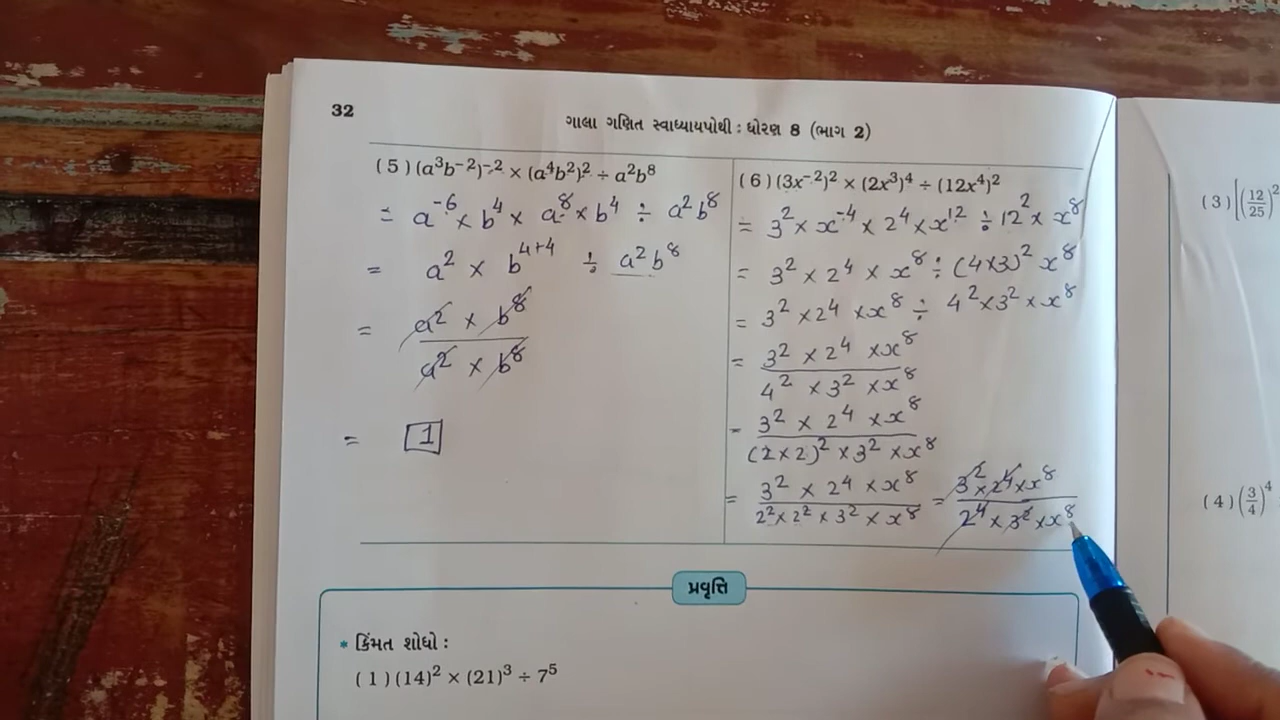 32
ગાલા ગણિત સ્વાધ્યાયપોથી : ધોરણ 8 (ભાગ 2)
(5) (a³b⁻²)⁻² × (a⁴b²)² ÷ a²b⁸
= a⁻⁶ × b⁴ × a⁸ × b⁴ ÷ a²b⁸
= a² × b⁴⁺⁴ ÷ a²b⁸
= a² × b⁸
a² × b⁸
= 1
(6) (3x⁻²)² × (2x³)⁴ ÷ (12x⁴)²
= 3² × x⁻⁴ × 2⁴ × x¹² ÷ 12² × x⁸
= 3² × 2⁴ × x⁸ ÷ (4×3)² x⁸
= 3² × 2⁴ × x⁸ ÷ 4² × 3² × x⁸
= 3² × 2⁴ × x⁸
4² × 3² × x⁸
= 3² × 2⁴ × x⁸
(2×2)² × 3² × x⁸
= 3² × 2⁴ × x⁸ = 3² × 2⁴ × x⁸
2² × 2² × 3² × x⁸ 2⁴ × 3² × x⁸
પ્રવૃત્તિ
* કિંમત શોધો :
(1) (14)² × (21)³ ÷ 7⁵
(3) [(12/25)²
(4) (3/4)⁴